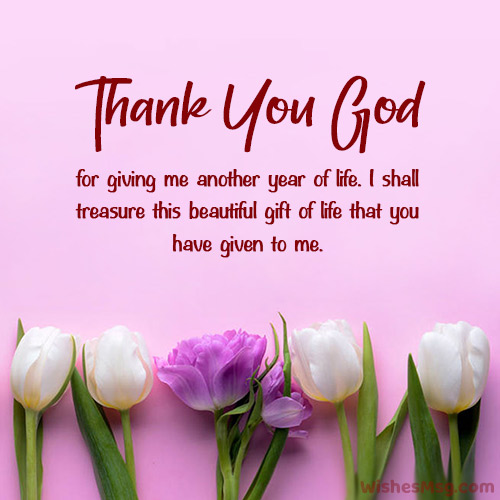 Thank You God
for giving me another year of life. I shall
treasure this beautiful gift of life that you
have given to me.
WishesMsg.com